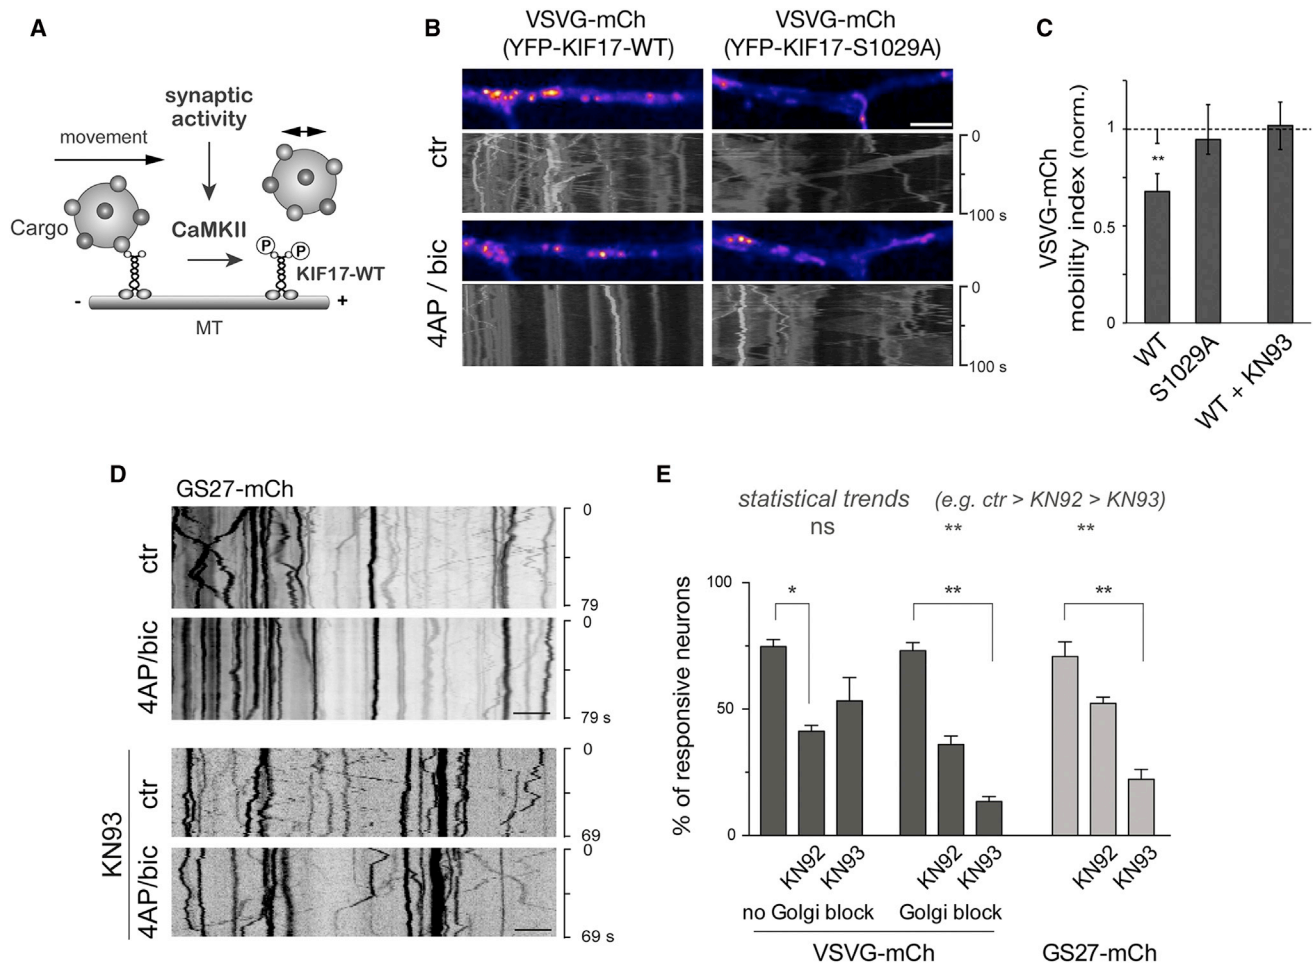 A
synaptic
activity
movement
Cargo
CaMKII
P P
KIF17-WT
- +
MT
B
VSVG-mCh
(YFP-KIF17-WT)
VSVG-mCh
(YFP-KIF17-S1029A)
ctr
0
100 s
4AP / bic
0
100 s
C
VSVG-mCh
mobility index (norm.)
1
0.5
0
**
WT
S1029A
WT + KN93
D
GS27-mCh
ctr
0
79
4AP/bic
0
79 s
KN93
ctr
0
69
4AP/bic
0
69 s
E
statistical trends (e.g. ctr > KN92 > KN93)
ns ** **
% of responsive neurons
100
50
0
* ** **
KN92 KN93 KN92 KN93 KN92 KN93
no Golgi block Golgi block
VSVG-mCh GS27-mCh